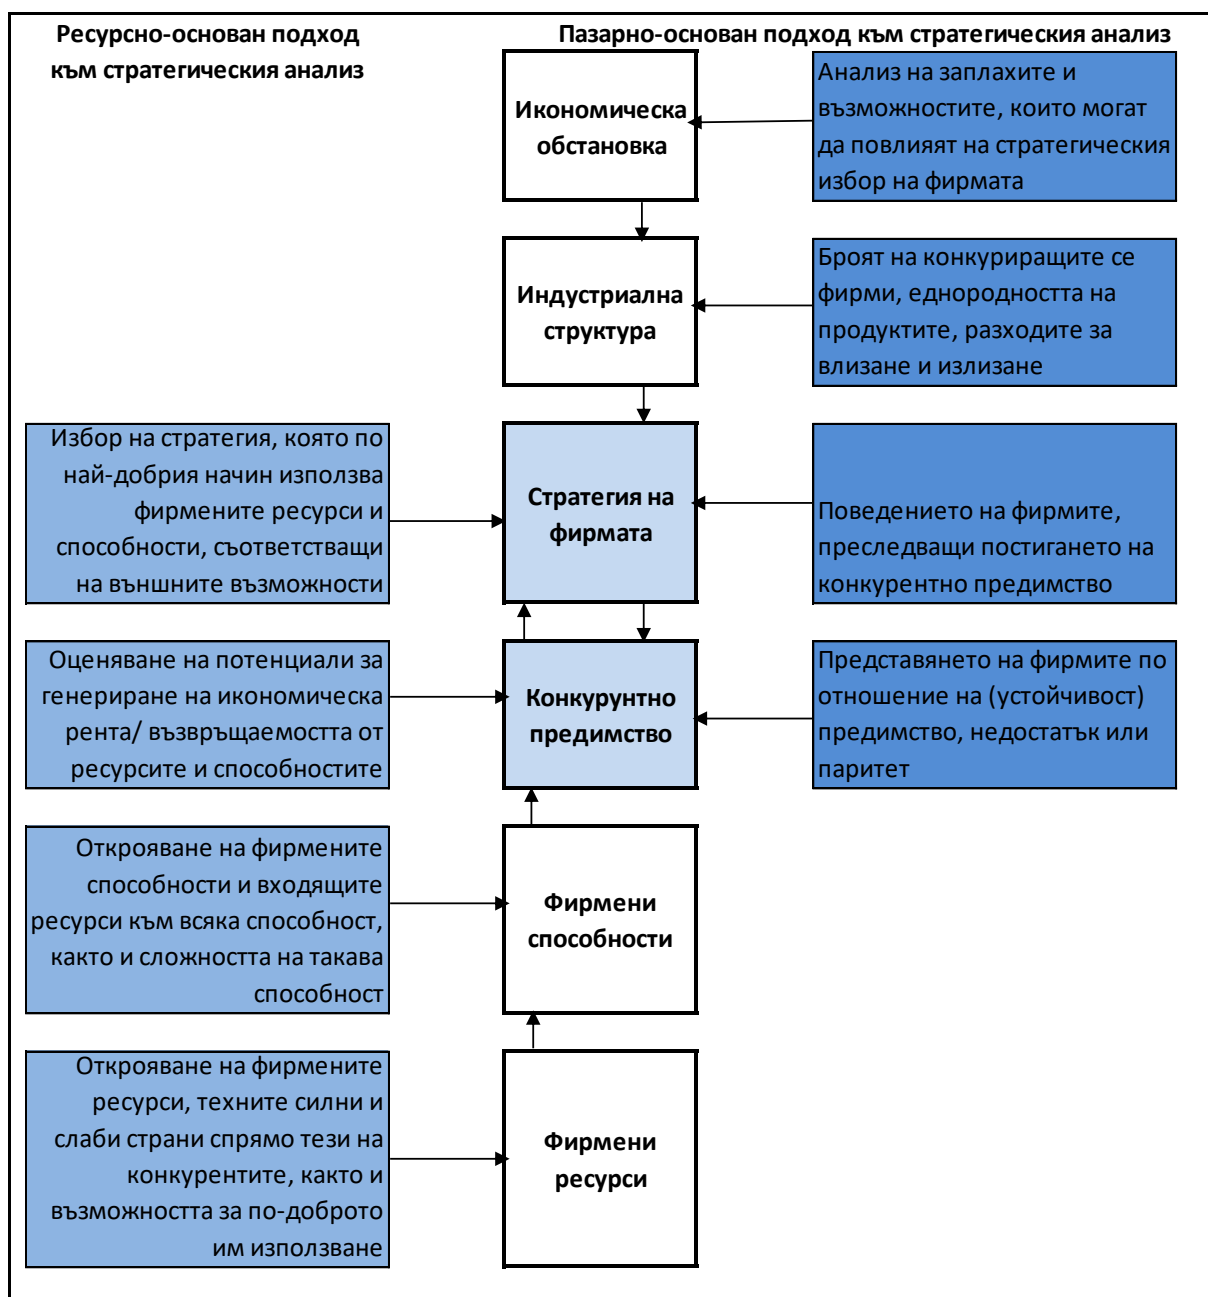 Ресурсно-основан подход
към стратегическия анализ
Пазарно-основан подход към стратегическия анализ
Икономическа
обстановка
Анализ на заплахите и
възможностите, които могат
да повлияят на стратегическия
избор на фирмата
Индустриална
структура
Броят на конкуриращите се
фирми, еднородността на
продуктите, разходите за
влизане и излизане
Избор на стратегия, която по
най-добрия начин използва
фирмените ресурси и
способности, съответстващи
на външните възможности
Стратегия на
фирмата
Поведението на фирмите,
преследващи постигането на
конкурентно предимство
Оценяване на потенциали за
генериране на икономическа
рента/ възвръщаемостта от
ресурсите и способностите
Конкурунтно
предимство
Представянето на фирмите по
отношение на (устойчивост)
предимство, недостатък или
паритет
Открояване на фирмените
способности и входящите
ресурси към всяка способност,
както и сложността на такава
способност
Фирмени
способности
Открояване на фирмените
ресурси, техните силни и
слаби страни спрямо тези на
конкурентите, както и
възможността за по-доброто
им използване
Фирмени
ресурси